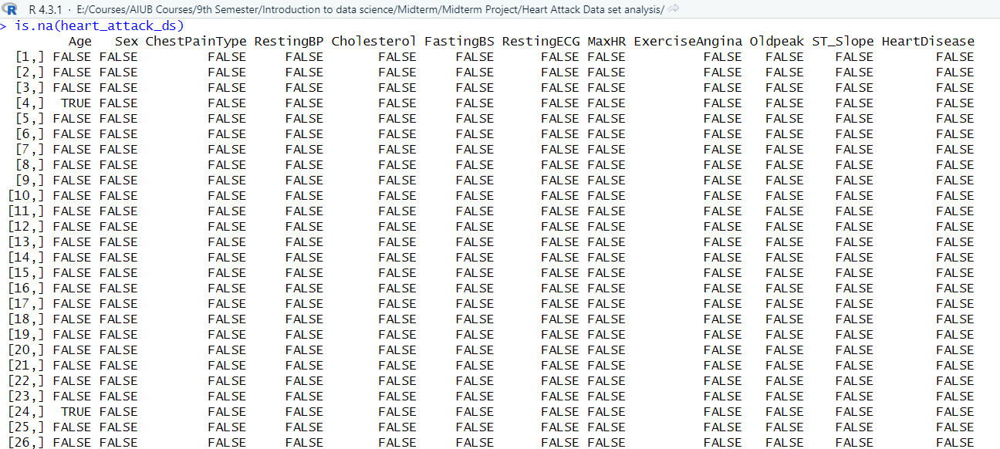 R R 4.3.1 · E:/Courses/AIUB Courses/9th Semester/Introduction to data science/Midterm/Midterm Project/Heart Attack Data set analysis/
> is.na(heart_attack_ds)
Age Sex ChestPainType RestingBP Cholesterol FastingBS RestingECG MaxHR ExerciseAngina Oldpeak ST_Slope HeartDisease
[1,] FALSE FALSE FALSE FALSE FALSE FALSE FALSE FALSE FALSE FALSE FALSE FALSE
[2,] FALSE FALSE FALSE FALSE FALSE FALSE FALSE FALSE FALSE FALSE FALSE FALSE
[3,] FALSE FALSE FALSE FALSE FALSE FALSE FALSE FALSE FALSE FALSE FALSE FALSE
[4,] TRUE FALSE FALSE FALSE FALSE FALSE FALSE FALSE FALSE FALSE FALSE FALSE
[5,] FALSE FALSE FALSE FALSE FALSE FALSE FALSE FALSE FALSE FALSE FALSE FALSE
[6,] FALSE FALSE FALSE FALSE FALSE FALSE FALSE FALSE FALSE FALSE FALSE FALSE
[7,] FALSE FALSE FALSE FALSE FALSE FALSE FALSE FALSE FALSE FALSE FALSE FALSE
[8,] FALSE FALSE FALSE FALSE FALSE FALSE FALSE FALSE FALSE FALSE FALSE FALSE
[9,] FALSE FALSE FALSE FALSE FALSE FALSE FALSE FALSE FALSE FALSE FALSE FALSE
[10,] FALSE FALSE FALSE FALSE FALSE FALSE FALSE FALSE FALSE FALSE FALSE FALSE
[11,] FALSE FALSE FALSE FALSE FALSE FALSE FALSE FALSE FALSE FALSE FALSE FALSE
[12,] FALSE FALSE FALSE FALSE FALSE FALSE FALSE FALSE FALSE FALSE FALSE FALSE
[13,] FALSE FALSE FALSE FALSE FALSE FALSE FALSE FALSE FALSE FALSE FALSE FALSE
[14,] FALSE FALSE FALSE FALSE FALSE FALSE FALSE FALSE FALSE FALSE FALSE FALSE
[15,] FALSE FALSE FALSE FALSE FALSE FALSE FALSE FALSE FALSE FALSE FALSE FALSE
[16,] FALSE FALSE FALSE FALSE FALSE FALSE FALSE FALSE FALSE FALSE FALSE FALSE
[17,] FALSE FALSE FALSE FALSE FALSE FALSE FALSE FALSE FALSE FALSE FALSE FALSE
[18,] FALSE FALSE FALSE FALSE FALSE FALSE FALSE FALSE FALSE FALSE FALSE FALSE
[19,] FALSE FALSE FALSE FALSE FALSE FALSE FALSE FALSE FALSE FALSE FALSE FALSE
[20,] FALSE FALSE FALSE FALSE FALSE FALSE FALSE FALSE FALSE FALSE FALSE FALSE
[21,] FALSE FALSE FALSE FALSE FALSE FALSE FALSE FALSE FALSE FALSE FALSE FALSE
[22,] FALSE FALSE FALSE FALSE FALSE FALSE FALSE FALSE FALSE FALSE FALSE FALSE
[23,] FALSE FALSE FALSE FALSE FALSE FALSE FALSE FALSE FALSE FALSE FALSE FALSE
[24,] TRUE FALSE FALSE FALSE FALSE FALSE FALSE FALSE FALSE FALSE FALSE FALSE
[25,] FALSE FALSE FALSE FALSE FALSE FALSE FALSE FALSE FALSE FALSE FALSE FALSE
[26,] FALSE FALSE FALSE FALSE FALSE FALSE FALSE FALSE FALSE FALSE FALSE FALSE